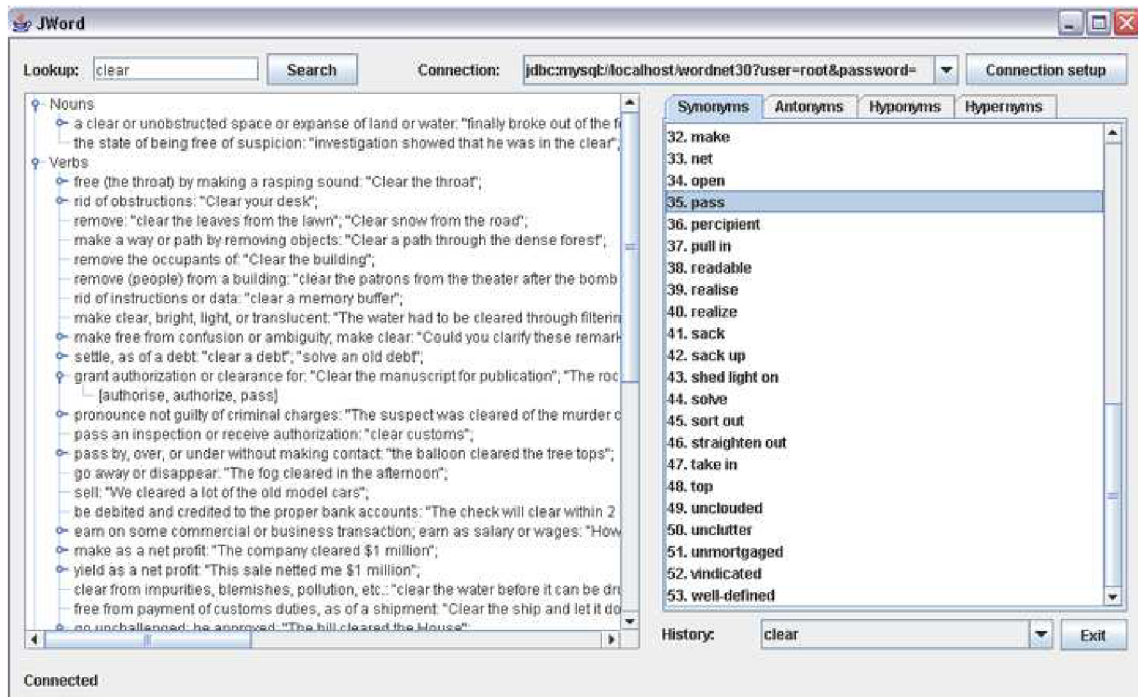 JWord
Lookup: clear Search Connection: jdbc:mysql://localhost/wordnet30?user=root&password= Connection setup
Nouns
a clear or unobstructed space or expanse of land or water: "finally broke out of the f
the state of being free of suspicion: "investigation showed that he was in the clear";
Verbs
free (the throat) by making a rasping sound: "Clear the throat";
rid of obstructions: "Clear your desk";
remove: "clear the leaves from the lawn"; "Clear snow from the road";
make a way or path by removing objects: "Clear a path through the dense forest";
remove the occupants of: "Clear the building";
remove (people) from a building: "clear the patrons from the theater after the bomb
rid of instructions or data: "clear a memory buffer";
make clear, bright, light, or translucent: "The water had to be cleared through filterin
make free from confusion or ambiguity; make clear: "Could you clarify these remark
settle, as of a debt: "clear a debt"; "solve an old debt";
grant authorization or clearance for: "Clear the manuscript for publication"; "The roc
[authorise, authorize, pass]
pronounce not guilty of criminal charges: "The suspect was cleared of the murder c
pass an inspection or receive authorization: "clear customs";
pass by, over, or under without making contact: "the balloon cleared the tree tops";
go away or disappear: "The fog cleared in the afternoon";
sell: "We cleared a lot of the old model cars";
be debited and credited to the proper bank accounts: "The check will clear within 2
earn on some commercial or business transaction; earn as salary or wages: "How
make as a net profit: "The company cleared $1 million";
yield as a net profit: "This sale netted me $1 million";
clear from impurities, blemishes, pollution, etc.: "clear the water before it can be dri
free from payment of customs duties, as of a shipment: "Clear the ship and let it do
go unchallenged; be approved: "The bill cleared the House";
Synonyms Antonyms Hyponyms Hypernyms
32. make
33. net
34. open
35. pass
36. percipient
37. pull in
38. readable
39. realise
40. realize
41. sack
42. sack up
43. shed light on
44. solve
45. sort out
46. straighten out
47. take in
48. top
49. unclouded
50. unclutter
51. unmortgaged
52. vindicated
53. well-defined
History: clear Exit
Connected